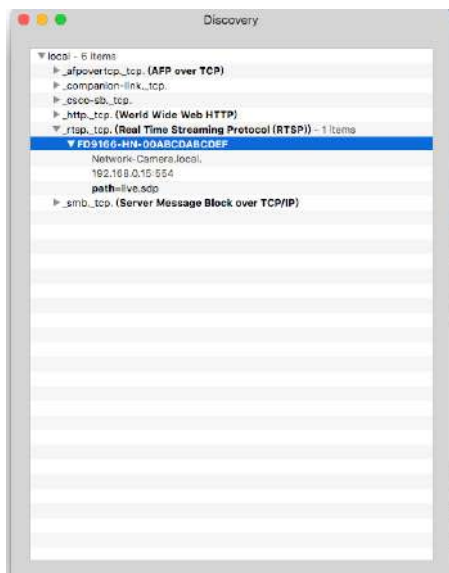 Discovery
local - 6 items
_afpovertcp._tcp. (AFP over TCP)
_companion-link._tcp.
_csco-sb._tcp.
_http._tcp. (World Wide Web HTTP)
_rtsp._tcp. (Real Time Streaming Protocol (RTSP)) - 1 items
FD9166-HN-00ABCDABCDEF
Network-Camera.local.
192.168.0.15:554
path=live.sdp
_smb._tcp. (Server Message Block over TCP/IP)